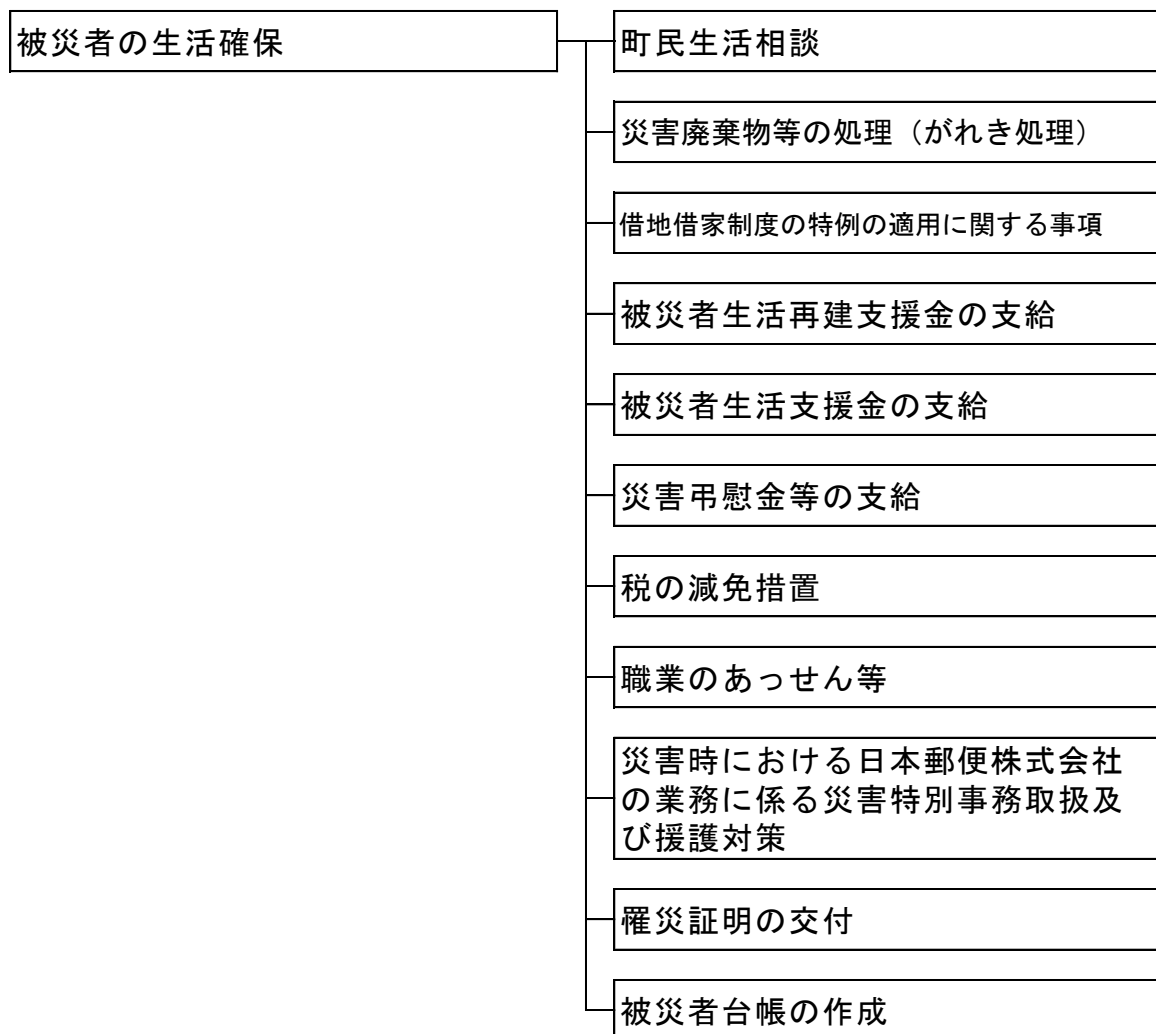 被災者の生活確保
町民生活相談
災害廃棄物等の処理（がれき処理）
借地借家制度の特例の適用に関する事項
被災者生活再建支援金の支給
被災者生活支援金の支給
災害弔慰金等の支給
税の減免措置
職業のあっせん等
災害時における日本郵便株式会社
の業務に係る災害特別事務取扱及
び援護対策
罹災証明の交付
被災者台帳の作成